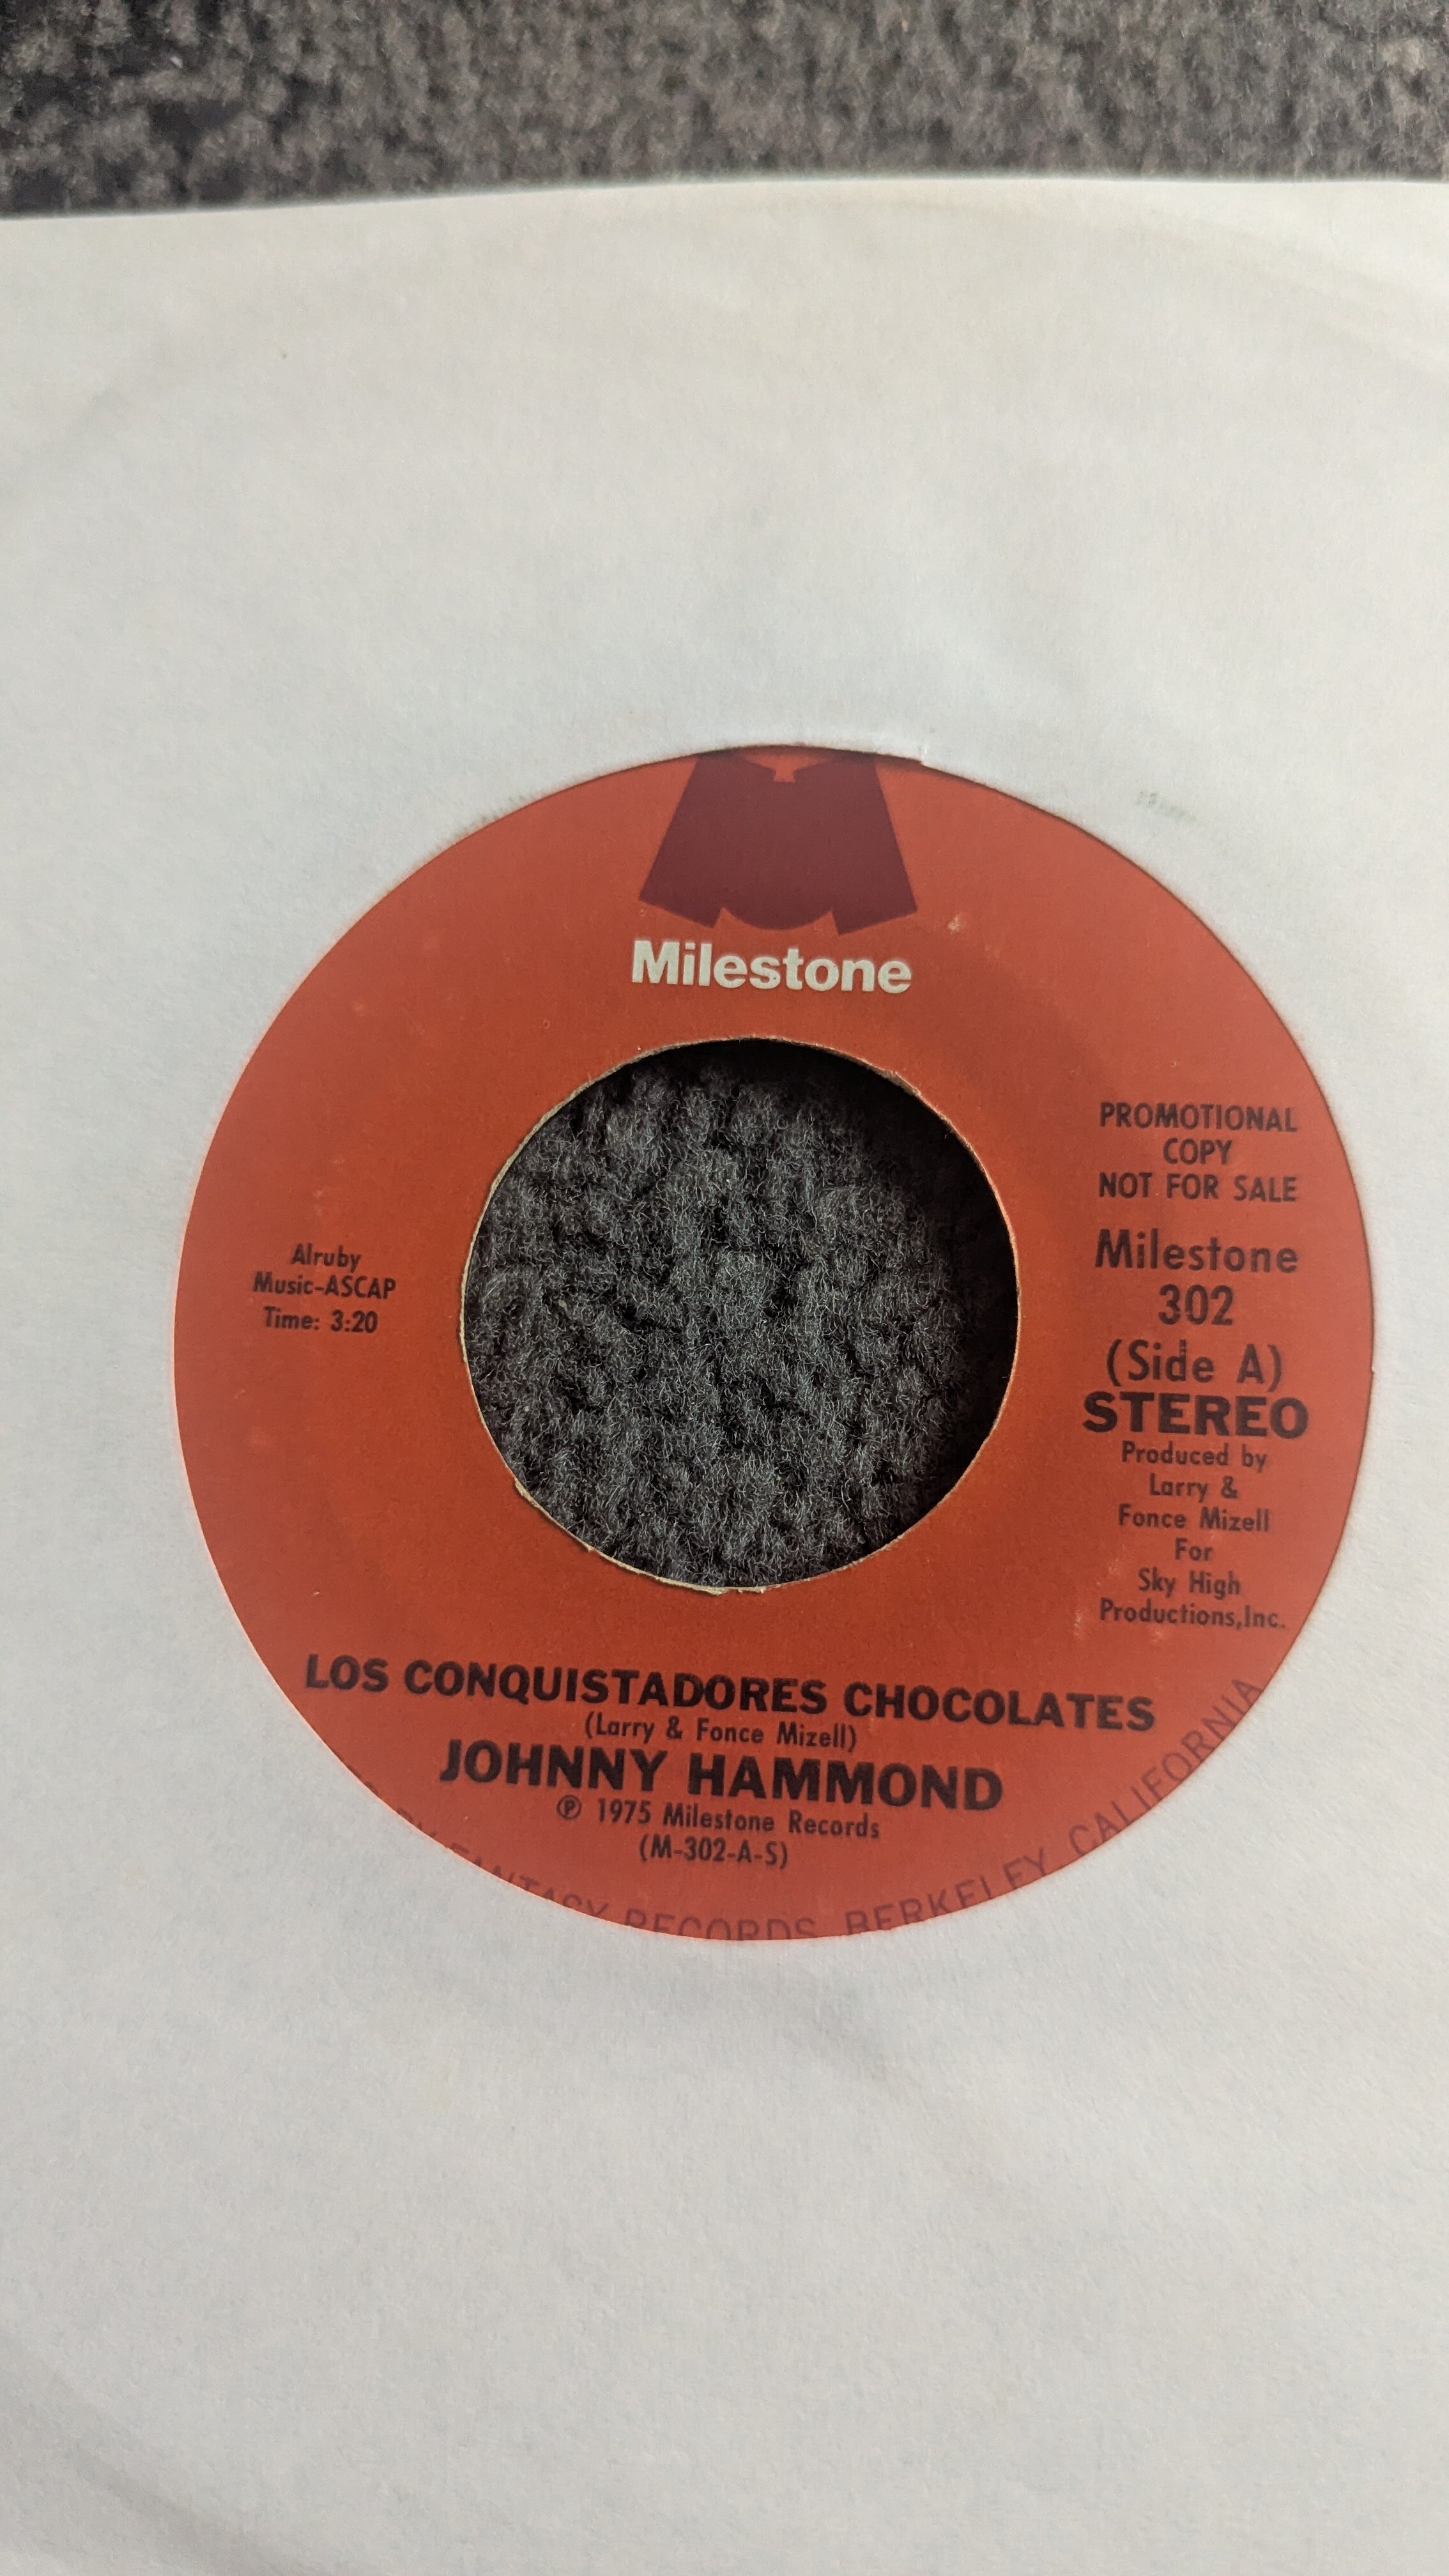 Milestone
PROMOTIONAL
COPY
NOT FOR SALE
Milestone
302
(Side A)
STEREO
Produced by
Larry &
Fonce Mizell
For
Sky High
Productions,Inc.
Alruby
Music-ASCAP
Time: 3:20
LOS CONQUISTADORES CHOCOLATES
(Larry & Fonce Mizell)
JOHNNY HAMMOND
℗ 1975 Milestone Records
(M-302-A-S)
FANTASY RECORDS, BERKELEY, CALIFORNIA